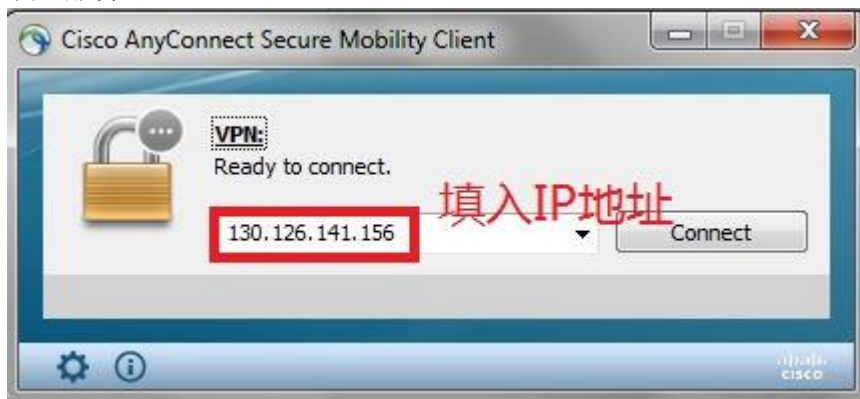 Cisco AnyConnect Secure Mobility Client
VPN:
Ready to connect.
填入IP地址
130.126.141.156
Connect
cisco